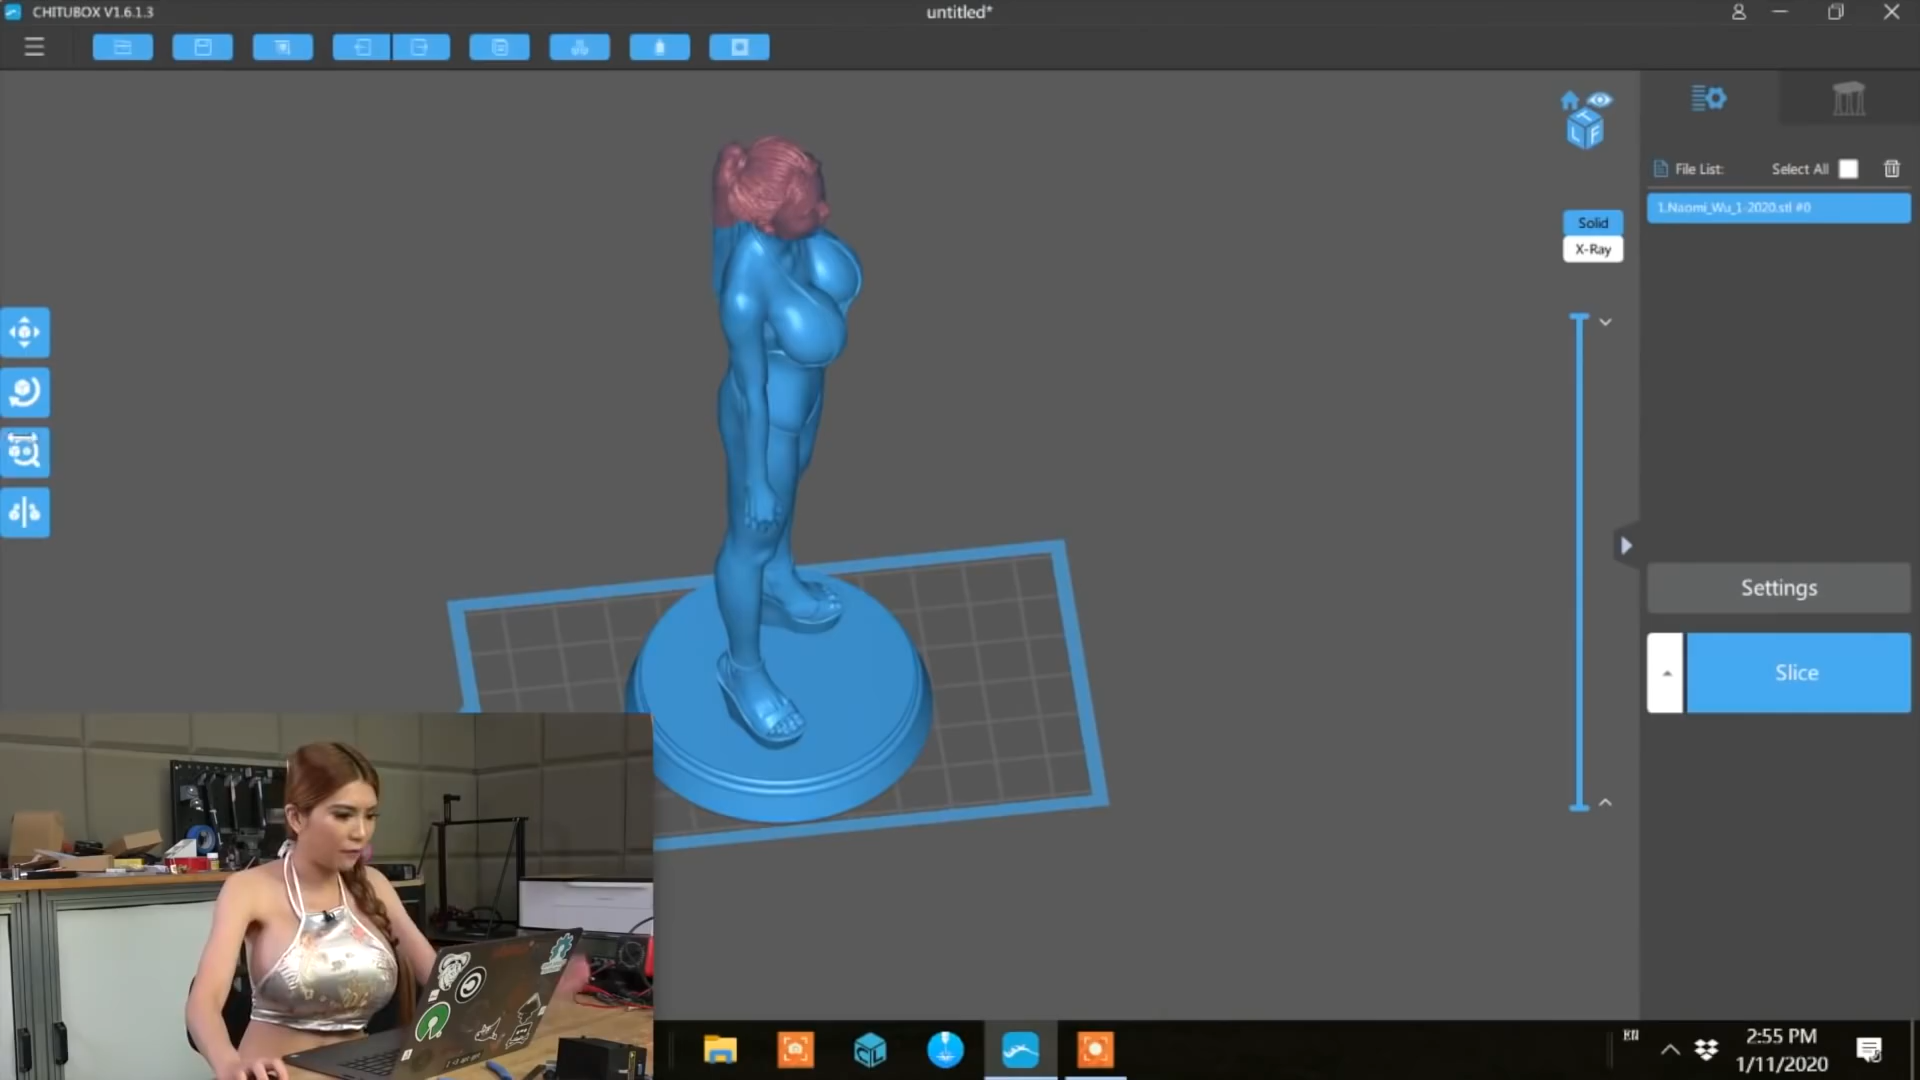 CHITUBOX V1.6.1.3
untitled*
File List:
Select All
1.Naomi_Wu_1-2020.stl #0
Solid
X-Ray
Settings
Slice
EN
2:55 PM
1/11/2020